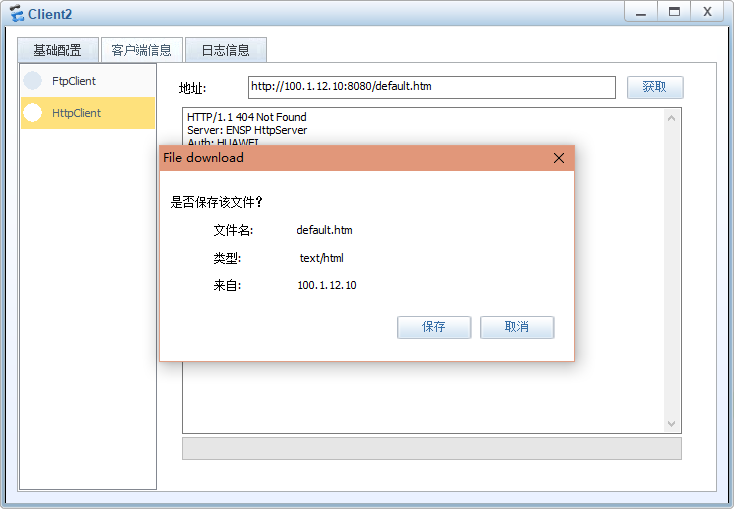 Client2
基础配置
客户端信息
日志信息
FtpClient
HttpClient
地址:
http://100.1.12.10:8080/default.htm
获取
HTTP/1.1 404 Not Found
Server: ENSP HttpServer
Auth: HUAWEI
File download
是否保存该文件？
文件名: default.htm
类型: text/html
来自: 100.1.12.10
保存
取消